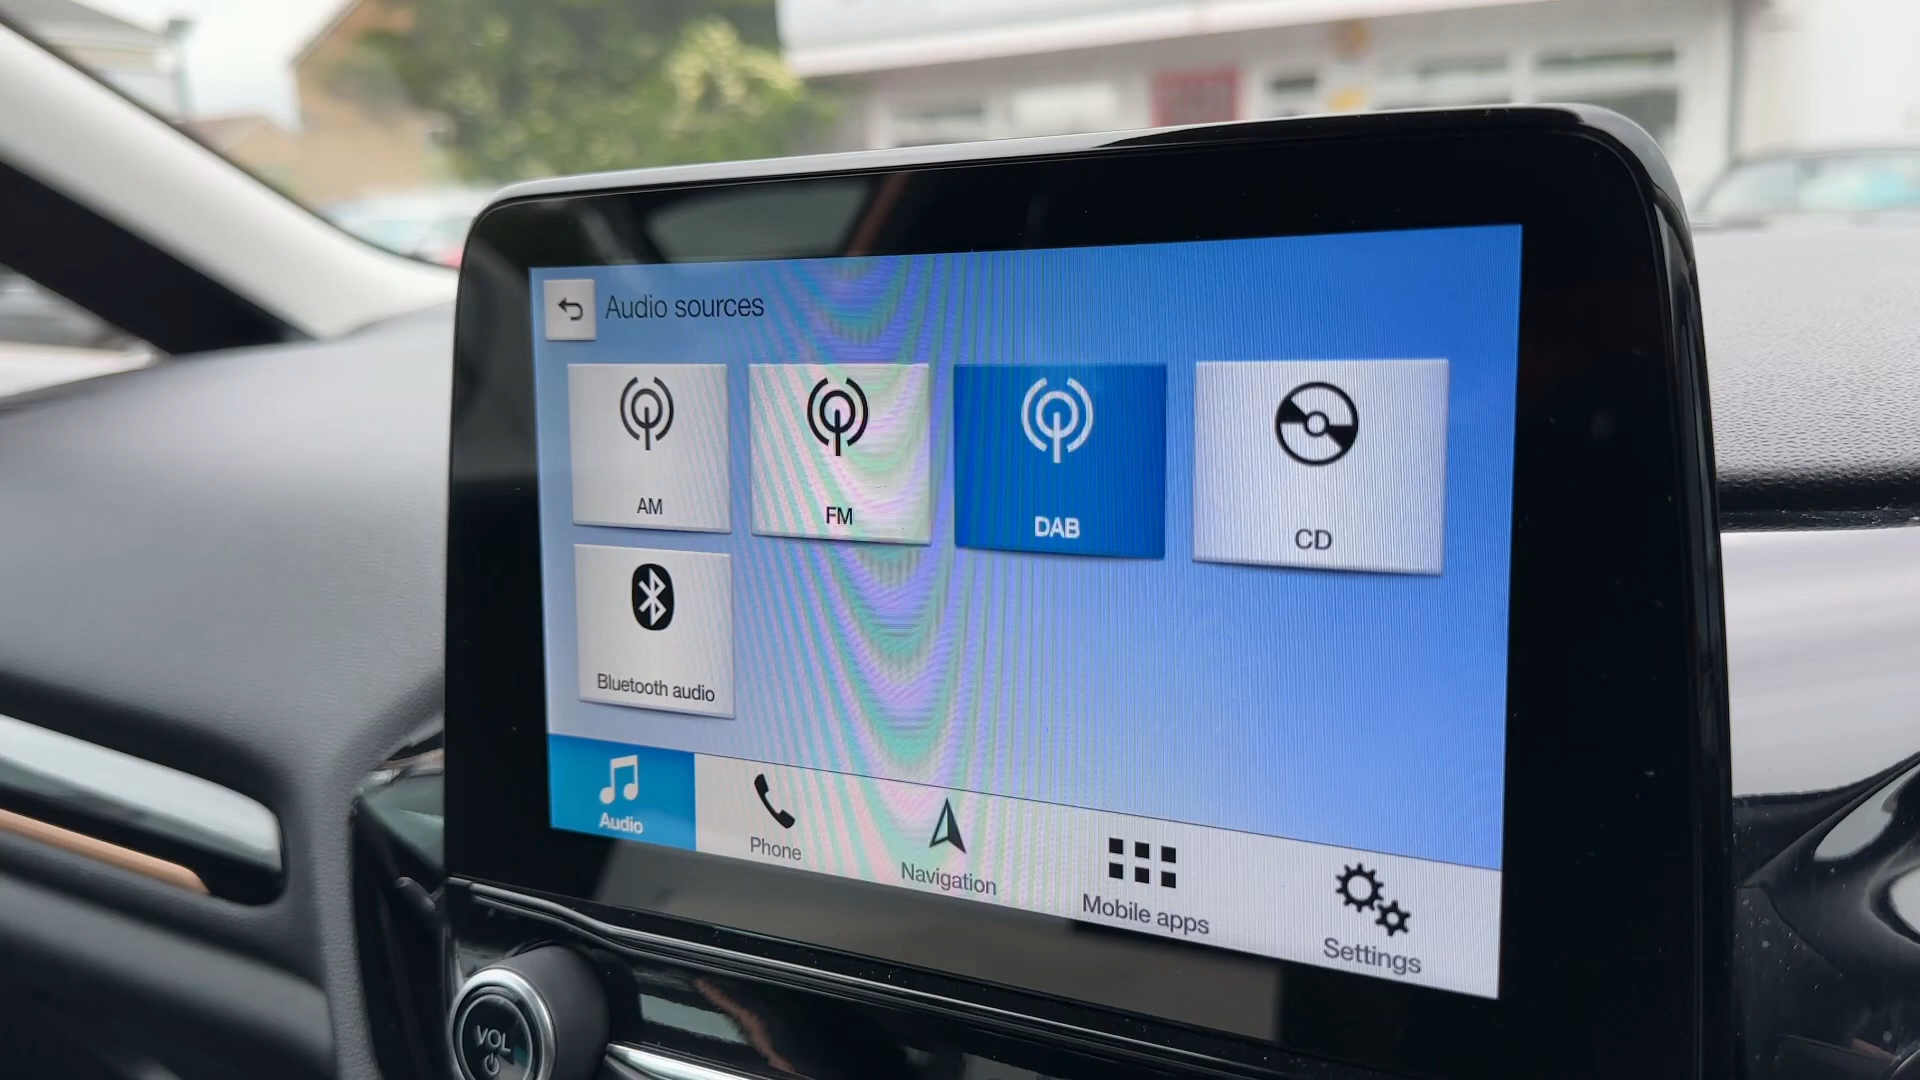 Audio sources
AM
FM
DAB
CD
Bluetooth audio
Audio
Phone
Navigation
Mobile apps
Settings
VOL